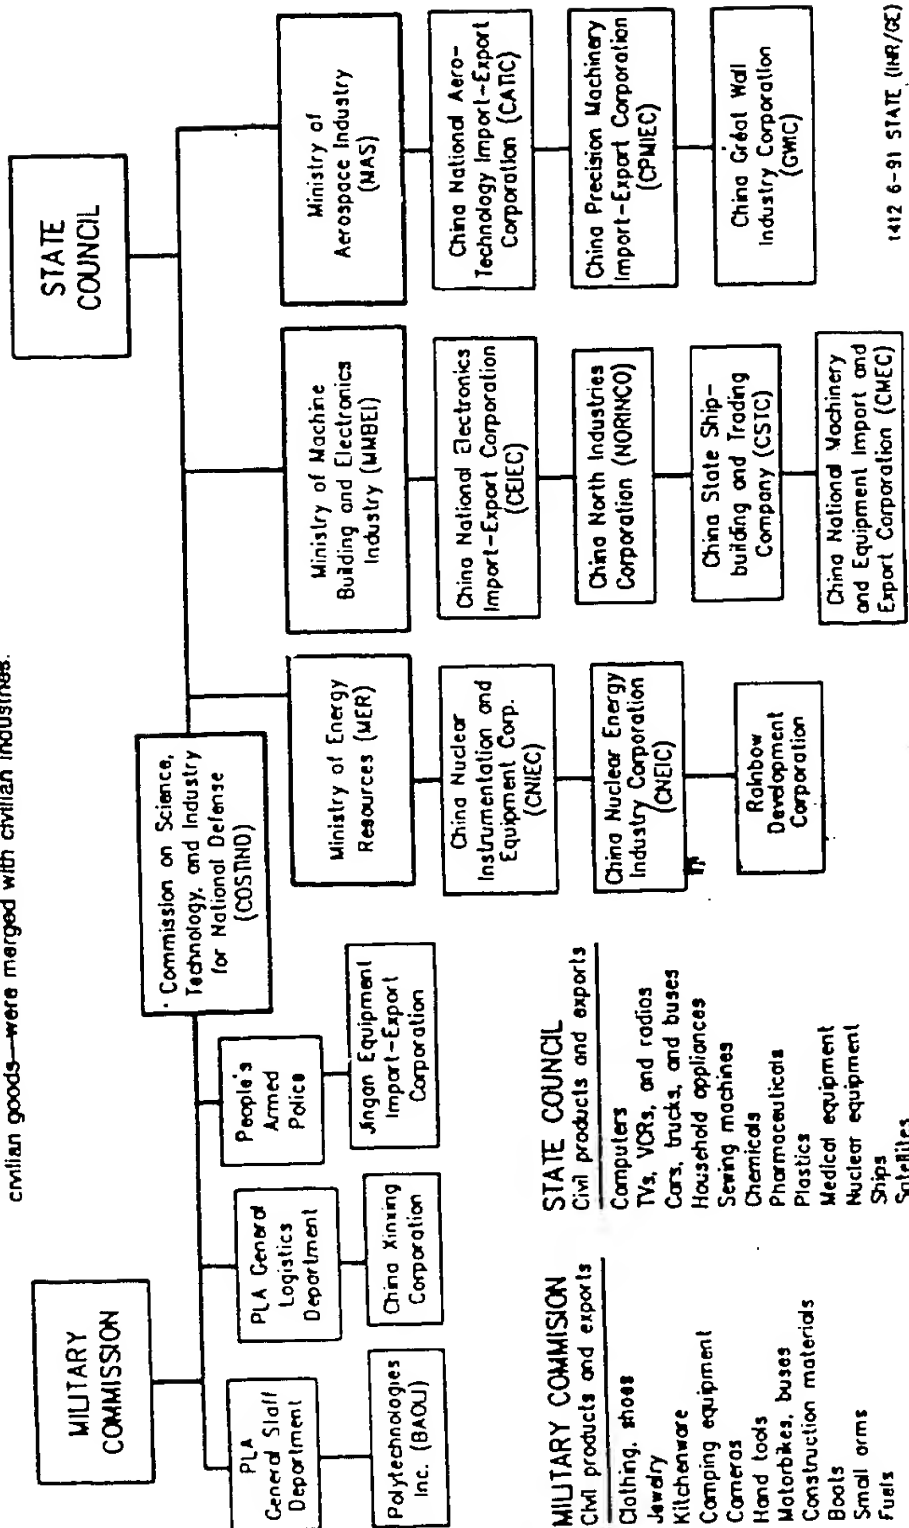 civilian goods—were merged with civilian industries.
MILITARY
COMMISSION
STATE
COUNCIL
Commission on Science,
Technology, and Industry
for National Defense
(COSTIND)
PLA
General Staff
Department
PLA General
Logistics
Department
People's
Armed
Police
Polytechnologies
Inc. (BAOLI)
China Xinxing
Corporation
Jingan Equipment
Import-Export
Corporation
Ministry of Energy
Resources (MER)
China Nuclear
Instrumentation and
Equipment Corp.
(CNIEC)
China Nuclear Energy
Industry Corporation
(CNEIC)
Rainbow
Development
Corporation
Ministry of Machine
Building and Electronics
Industry (MMBEI)
China National Electronics
Import-Export Corporation
(CEIEC)
China North Industries
Corporation (NORINCO)
China State Ship-
building and Trading
Company (CSTC)
China National Machinery
and Equipment Import and
Export Corporation (CMEC)
Ministry of
Aerospace Industry
(MAS)
China National Aero-
Technology Import-Export
Corporation (CATIC)
China Precision Machinery
Import-Export Corporation
(CPMIEC)
China Great Wall
Industry Corporation
(GWIC)
MILITARY COMMISION
Civil products and exports
Clothing, shoes
Jewelry
Kitchenware
Camping equipment
Cameras
Hand tools
Motorbikes, buses
Construction materials
Boats
Small arms
Fuels
STATE COUNCIL
Civil products and exports
Computers
TVs, VCRs, and radios
Cars, trucks, and buses
Household appliances
Sewing machines
Chemicals
Pharmaceuticals
Plastics
Medical equipment
Nuclear equipment
Ships
Satellites
1412 6-91 STATE (INR/GE)